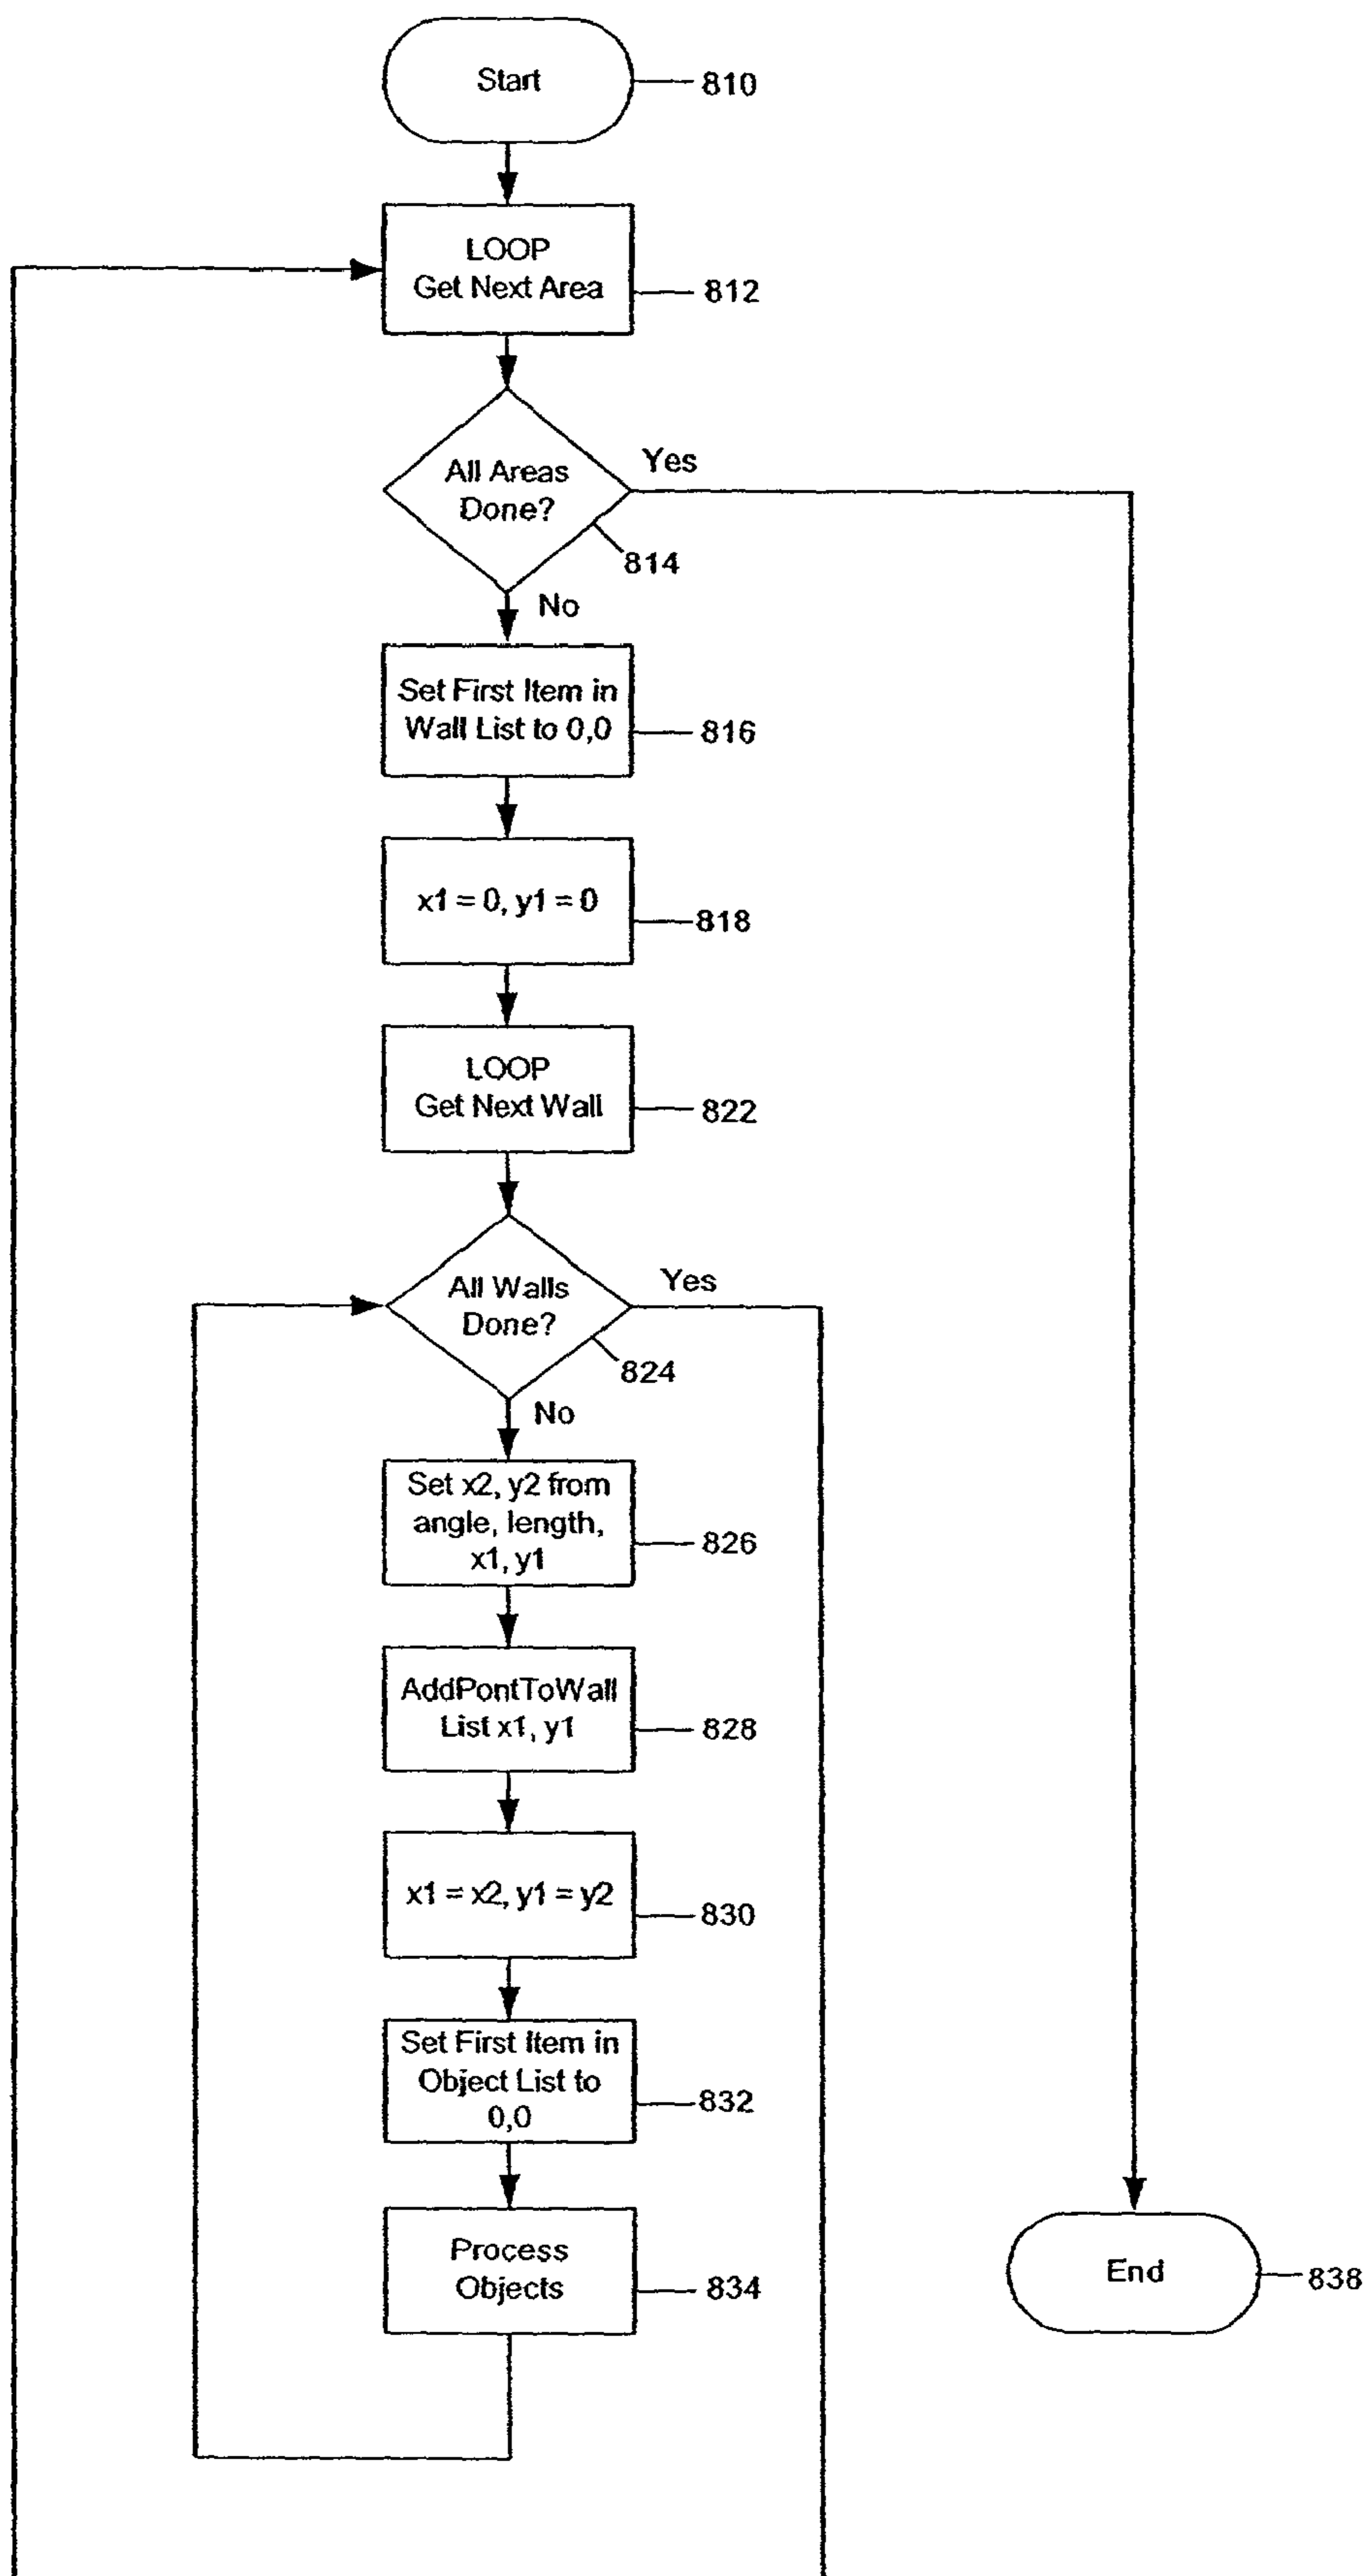 Start
810
LOOP
Get Next Area
812
All Areas
Done?
Yes
814
No
Set First Item in
Wall List to 0,0
816
x1 = 0, y1 = 0
818
LOOP
Get Next Wall
822
All Walls
Done?
Yes
824
No
Set x2, y2 from
angle, length,
x1, y1
826
AddPontToWall
List x1, y1
828
x1 = x2, y1 = y2
830
Set First Item in
Object List to
0,0
832
Process
Objects
834
End
838